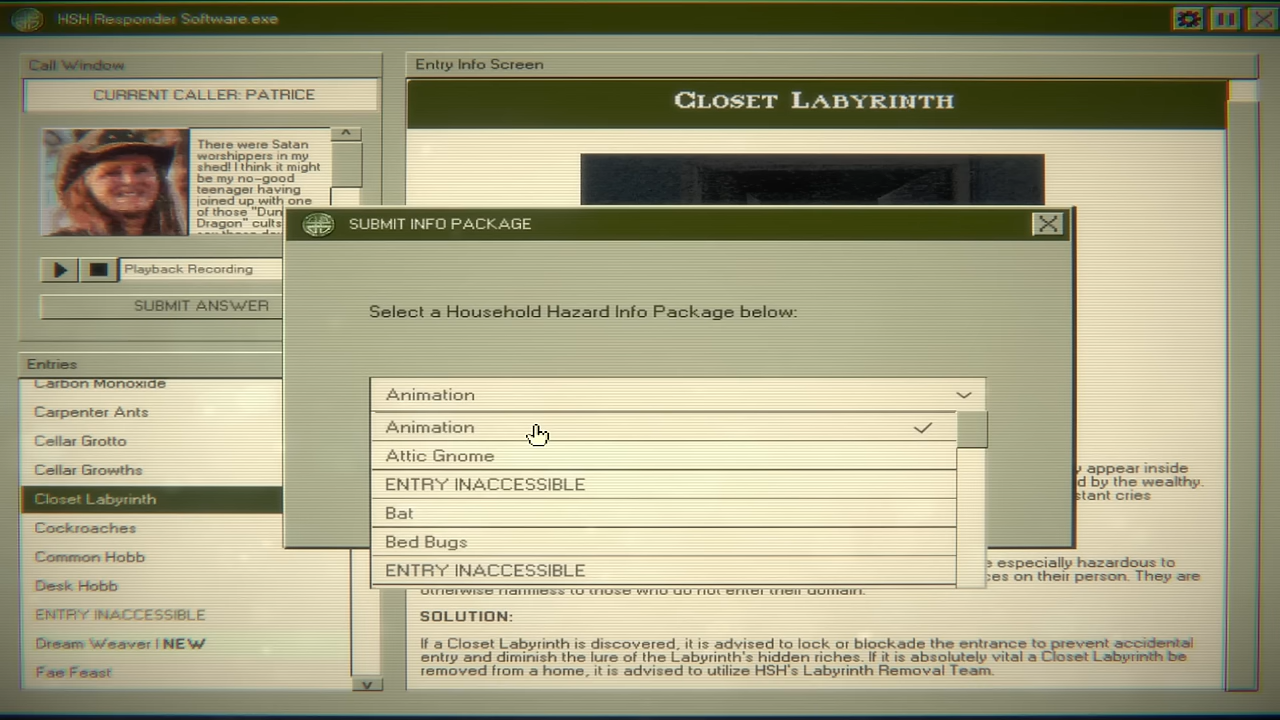 HSH Responder Software.exe
Call Window
CURRENT CALLER: PATRICE
There were Satan
worshippers in my
shed! I think it might
be my no-good
teenager having
joined up with one
of those "Dun
Dragon" cults
Playback Recording
SUBMIT ANSWER
Entries
Carbon Monoxide
Carpenter Ants
Cellar Grotto
Cellar Growths
Closet Labyrinth
Cockroaches
Common Hobb
Desk Hobb
ENTRY INACCESSIBLE
Dream Weaver | NEW
Fae Feast
Entry Info Screen
CLOSET LABYRINTH
SUBMIT INFO PACKAGE
Select a Household Hazard Info Package below:
Animation
Animation
Attic Gnome
ENTRY INACCESSIBLE
Bat
Bed Bugs
ENTRY INACCESSIBLE
y appear inside
d by the wealthy.
stant cries
e especially hazardous to
ces on their person. They are
otherwise harmless to those who do not enter their domain.
SOLUTION:
If a Closet Labyrinth is discovered, it is advised to lock or blockade the entrance to prevent accidental
entry and diminish the lure of the Labyrinth's hidden riches. If it is absolutely vital a Closet Labyrinth be
removed from a home, it is advised to utilize HSH's Labyrinth Removal Team.